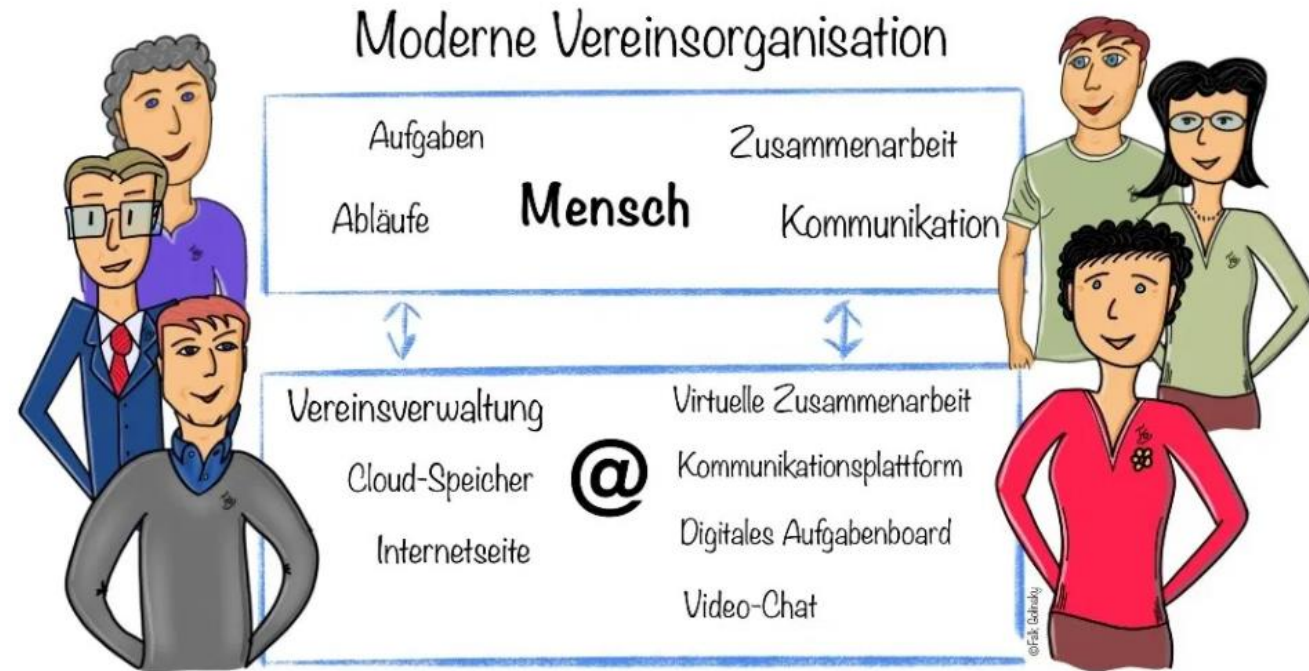 Moderne Vereinsorganisation
Aufgaben
Zusammenarbeit
Abläufe
Mensch
Kommunikation
Vereinsverwaltung
Cloud-Speicher
Internetseite
@
Virtuelle Zusammenarbeit
Kommunikationsplattform
Digitales Aufgabenboard
Video-Chat
©Falk Golinsky